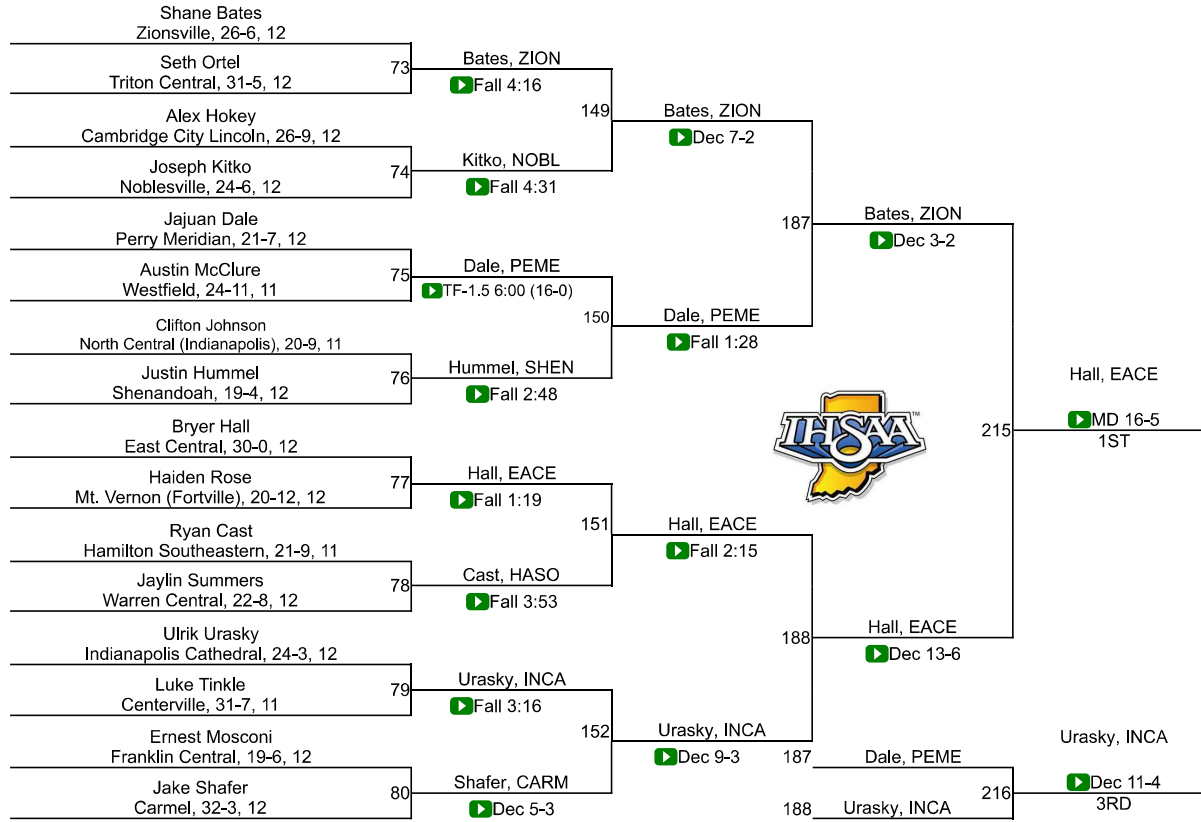 Shane Bates
Zionsville, 26-6, 12
Seth Ortel
Triton Central, 31-5, 12
73
Bates, ZION
Fall 4:16
Alex Hokey
Cambridge City Lincoln, 26-9, 12
Joseph Kitko
Noblesville, 24-6, 12
74
Kitko, NOBL
Fall 4:31
149
Bates, ZION
Dec 7-2
Jajuan Dale
Perry Meridian, 21-7, 12
Austin McClure
Westfield, 24-11, 11
75
Dale, PEME
TF-1.5 6:00 (16-0)
Clifton Johnson
North Central (Indianapolis), 20-9, 11
Justin Hummel
Shenandoah, 19-4, 12
76
Hummel, SHEN
Fall 2:48
150
Dale, PEME
Fall 1:28
187
Bates, ZION
Dec 3-2
Bryer Hall
East Central, 30-0, 12
Haiden Rose
Mt. Vernon (Fortville), 20-12, 12
77
Hall, EACE
Fall 1:19
Ryan Cast
Hamilton Southeastern, 21-9, 11
Jaylin Summers
Warren Central, 22-8, 12
78
Cast, HASO
Fall 3:53
151
Hall, EACE
Fall 2:15
Ulrik Urasky
Indianapolis Cathedral, 24-3, 12
Luke Tinkle
Centerville, 31-7, 11
79
Urasky, INCA
Fall 3:16
Ernest Mosconi
Franklin Central, 19-6, 12
Jake Shafer
Carmel, 32-3, 12
80
Shafer, CARM
Dec 5-3
152
Urasky, INCA
Dec 9-3
188
Hall, EACE
Dec 13-6
IHSAA™
215
Hall, EACE
MD 16-5
1ST
187
Dale, PEME
188
Urasky, INCA
216
Urasky, INCA
Dec 11-4
3RD